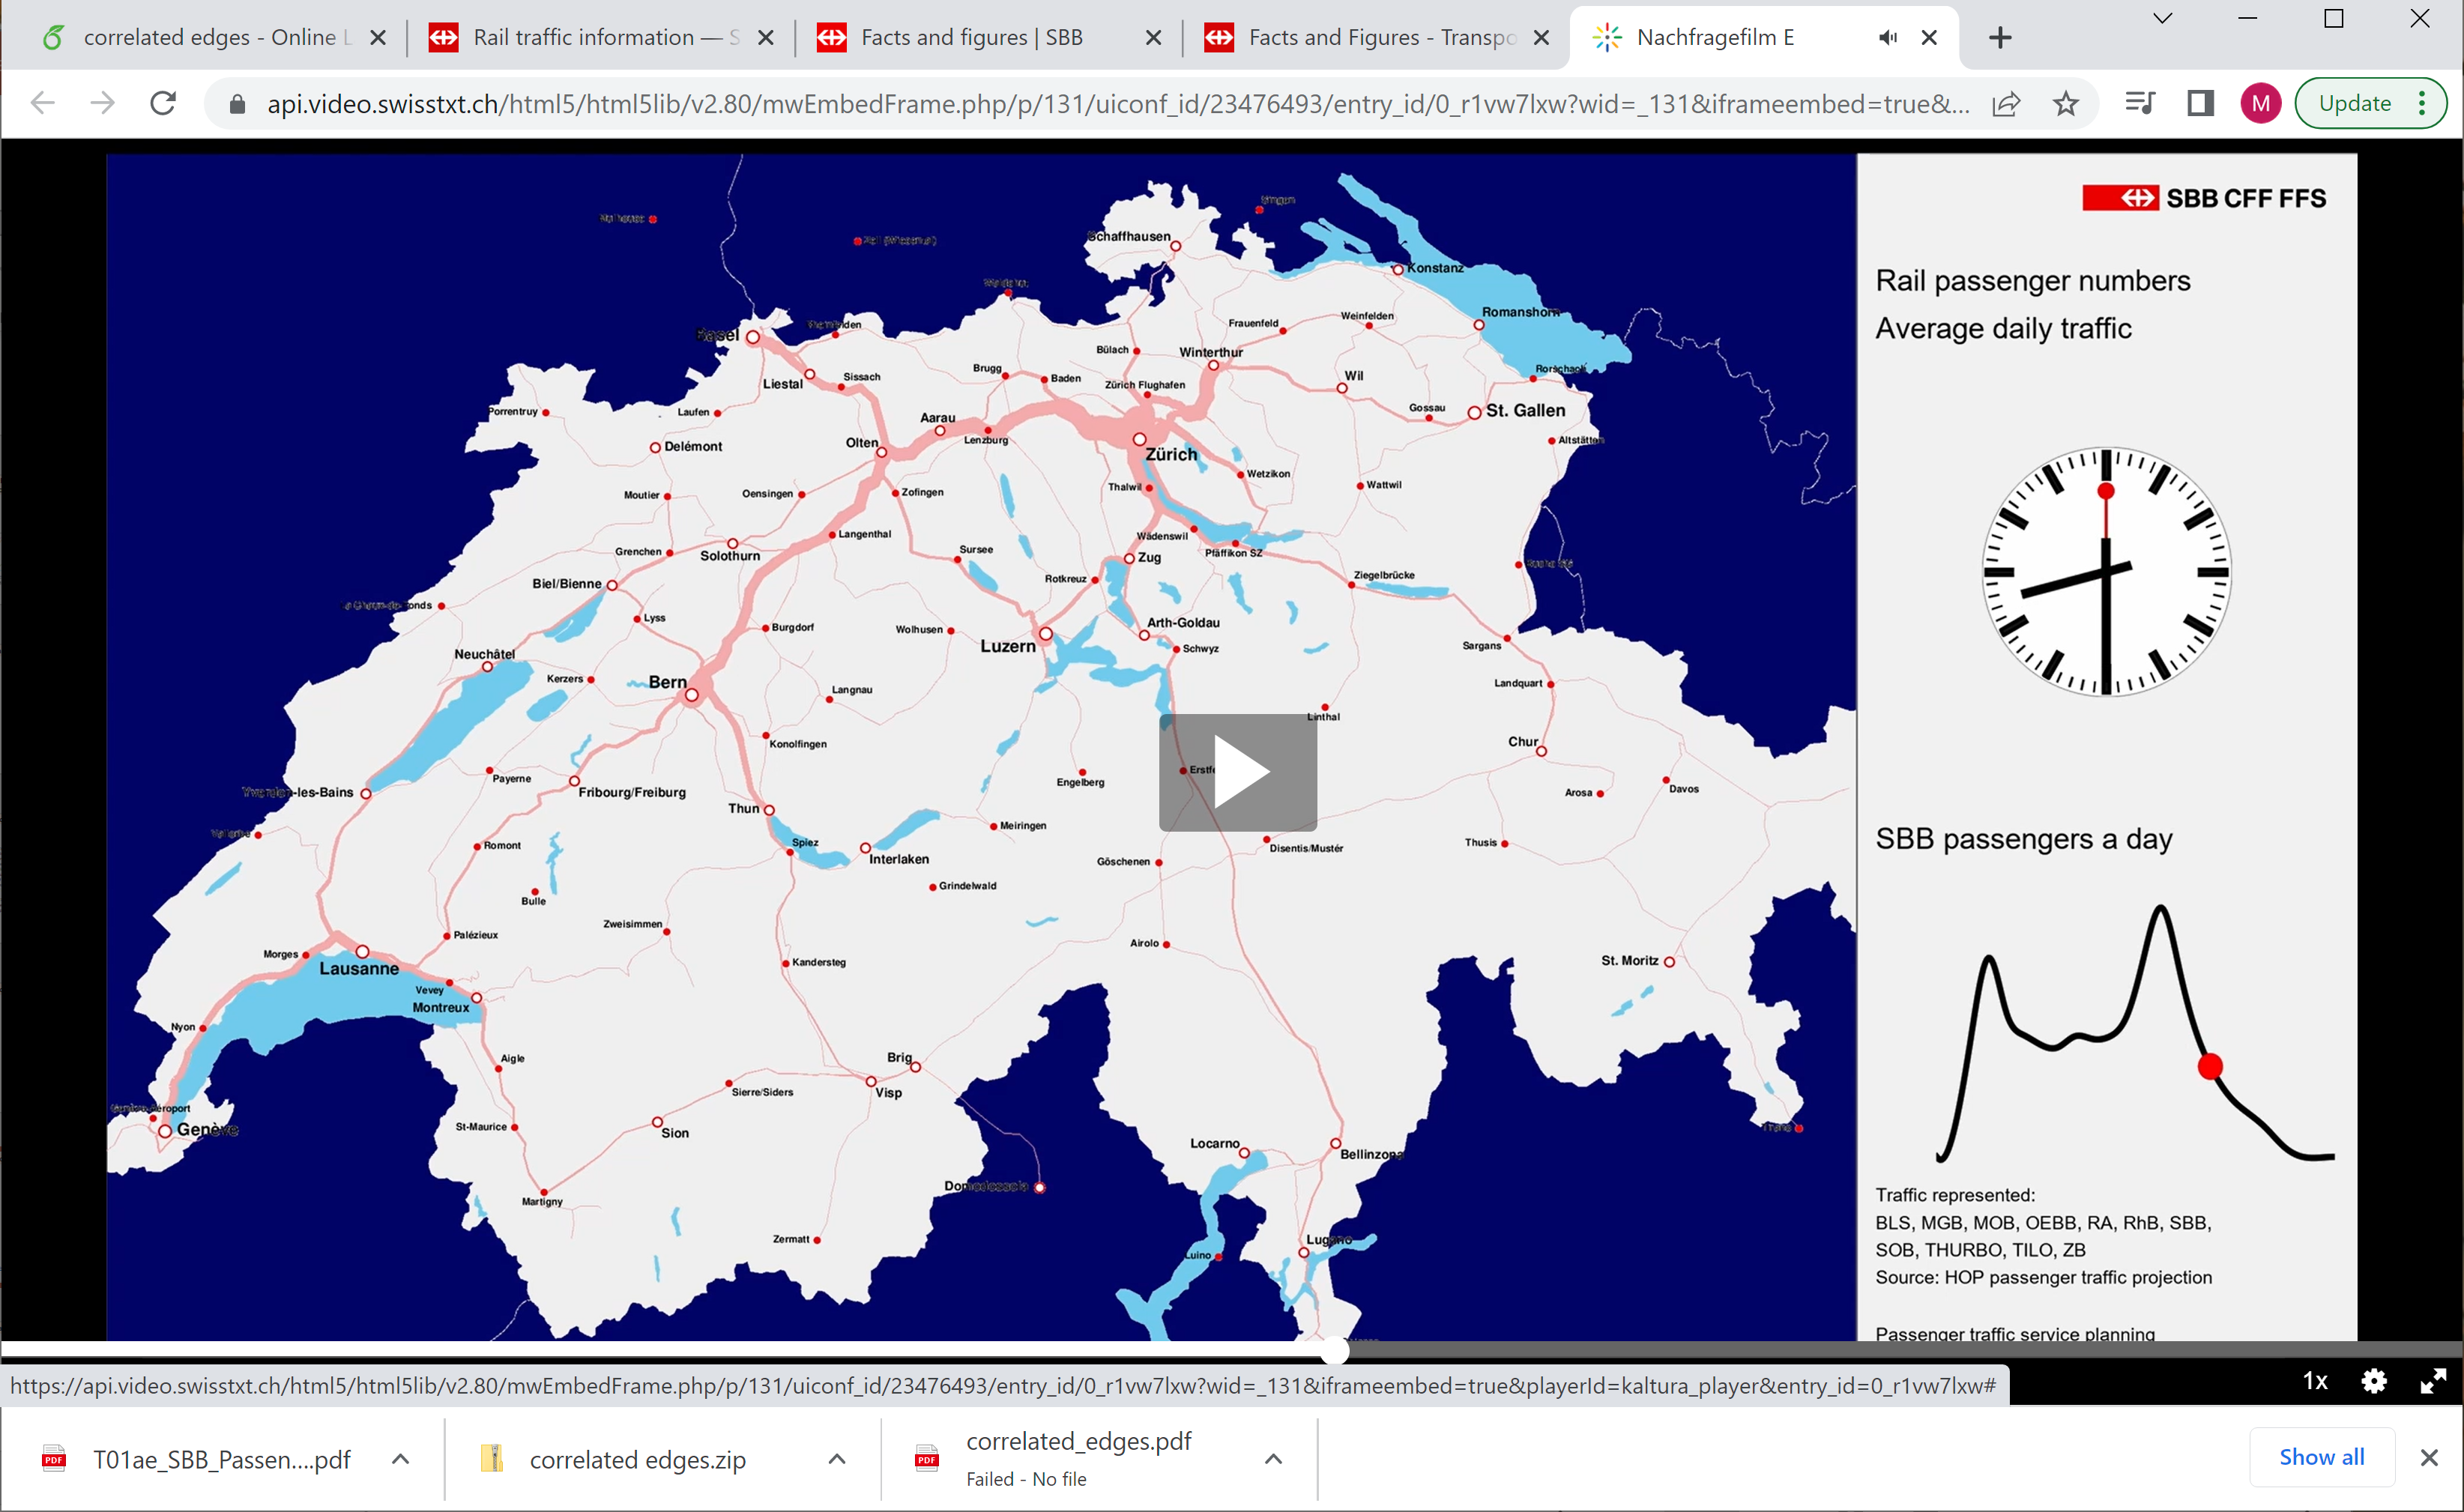 correlated edges - Online L
Rail traffic information — S
Facts and figures | SBB
Facts and Figures - Transpo
Nachfragefilm E
api.video.swisstxt.ch/html5/html5lib/v2.80/mwEmbedFrame.php/p/131/uiconf_id/23476493/entry_id/0_r1vw7lxw?wid=_131&iframeembed=true&...
M
Update
SBB CFF FFS
Rail passenger numbers
Average daily traffic
SBB passengers a day
Traffic represented:
BLS, MGB, MOB, OEBB, RA, RhB, SBB,
SOB, THURBO, TILO, ZB
Source: HOP passenger traffic projection
Passenger traffic service planning
Schaffhausen
Konstanz
Romanshorn
Basel
Frauenfeld
Weinfelden
Bülach
Winterthur
Rorschach
Liestal
Sissach
Brugg
Baden
Zürich Flughafen
Wil
Porrentruy
Laufen
Aarau
Gossau
St. Gallen
Delémont
Olten
Lenzburg
Zürich
Altstätten
Moutier
Oensingen
Zofingen
Thalwil
Wetzikon
Wattwil
Grenchen
Solothurn
Langenthal
Sursee
Wädenswil
Pfäffikon SZ
Zug
Biel/Bienne
Rotkreuz
Ziegelbrücke
Lyss
Burgdorf
Wolhusen
Luzern
Arth-Goldau
Schwyz
Sargans
Neuchâtel
Kerzers
Bern
Langnau
Landquart
Linthal
Konolfingen
Chur
Payerne
Fribourg/Freiburg
Engelberg
Erstfe
Arosa
Davos
-les-Bains
Thun
Meiringen
Romont
Spiez
Interlaken
Göschenen
Disentis/Mustér
Thusis
Bulle
Grindelwald
Zweisimmen
Palézieux
Airolo
St. Moritz
Morges
Lausanne
Kandersteg
Vevey
Montreux
Nyon
Aigle
Brig
Visp
Sierre/Siders
Genève
St-Maurice
Sion
Locarno
Bellinzona
Martigny
Domodossola
Zermatt
Luino
Lugano
https://api.video.swisstxt.ch/html5/html5lib/v2.80/mwEmbedFrame.php/p/131/uiconf_id/23476493/entry_id/0_r1vw7lxw?wid=_131&iframeembed=true&playerId=kaltura_player&entry_id=0_r1vw7lxw#
1x
PDF
T01ae_SBB_Passen....pdf
correlated edges.zip
PDF
correlated_edges.pdf
Failed - No file
Show all